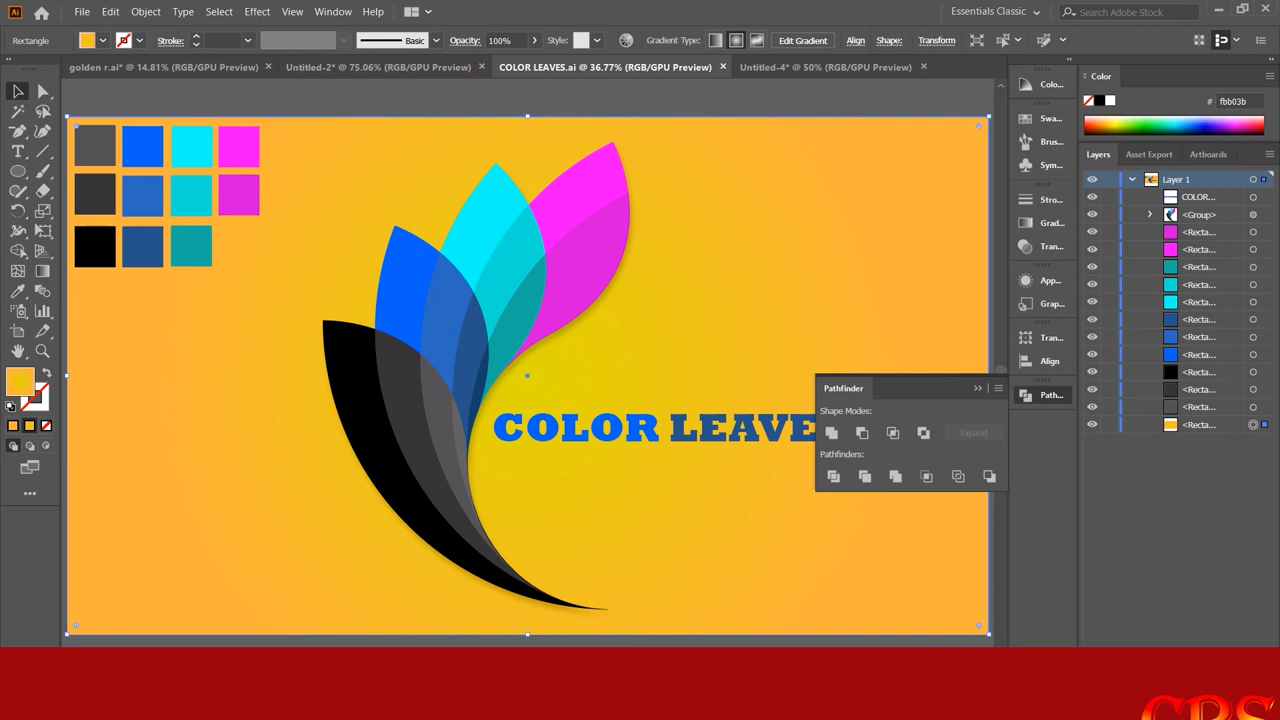 Ai File Edit Object Type Select Effect View Window Help Essentials Classic Search Adobe Stock
Rectangle Stroke: Basic Opacity: 100% Style: Gradient Type: Edit Gradient Align Shape: Transform
golden r.ai* @ 14.81% (RGB/GPU Preview) × Untitled-2* @ 75.06% (RGB/GPU Preview) × COLOR LEAVES.ai @ 36.77% (RGB/GPU Preview) × Untitled-4* @ 50% (RGB/GPU Preview) ×
Colo...
Swa...
Brus...
Sym...
Stro...
Grad...
Tran...
App...
Grap...
Tran...
Align
Path...
Color
# fbb03b
Layers Asset Export Artboards
Layer 1
COLOR...
<Group>
<Recta...
<Recta...
<Recta...
<Recta...
<Recta...
<Recta...
<Recta...
<Recta...
<Recta...
<Recta...
<Recta...
<Recta...
Pathfinder
Shape Modes:
Expand
Pathfinders:
COLOR LEAVE
CRS